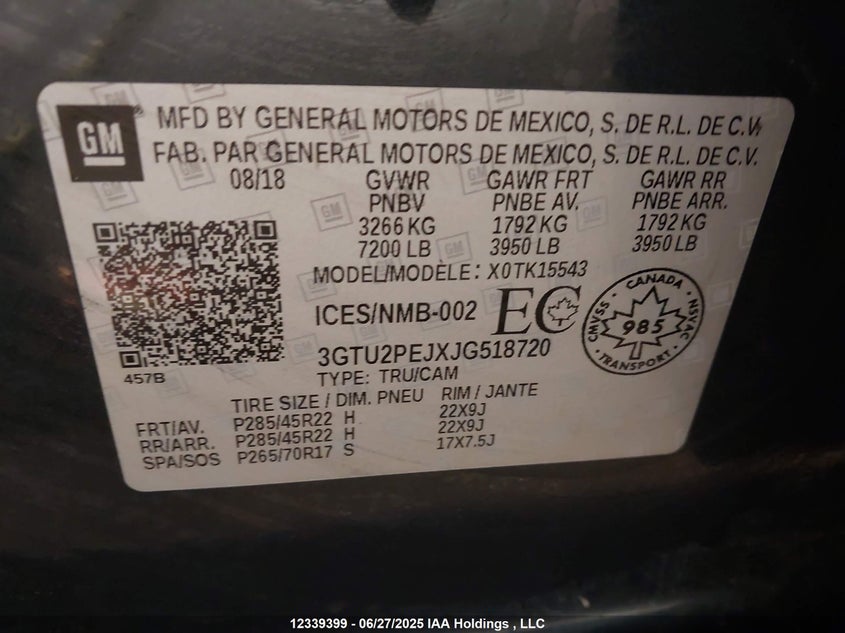 GM
MFD BY GENERAL MOTORS DE MEXICO, S. DE R.L. DE C.V.
FAB. PAR GENERAL MOTORS DE MEXICO, S. DE R.L. DE C.V.
08/18 GVWR GAWR FRT GAWR RR
PNBV PNBE AV. PNBE ARR.
3266 KG 1792 KG 1792 KG
7200 LB 3950 LB 3950 LB
MODEL/MODÈLE: X0TK15543
ICES/NMB-002 EC
CANADA
CMVSS 985 NSVAC
TRANSPORT
3GTU2PEJXJG518720
457B TYPE: TRU/CAM
TIRE SIZE / DIM. PNEU RIM / JANTE
FRT/AV. P285/45R22 H 22X9J
RR/ARR. P285/45R22 H 22X9J
SPA/SOS P265/70R17 S 17X7.5J
12339399 - 06/27/2025 IAA Holdings , LLC